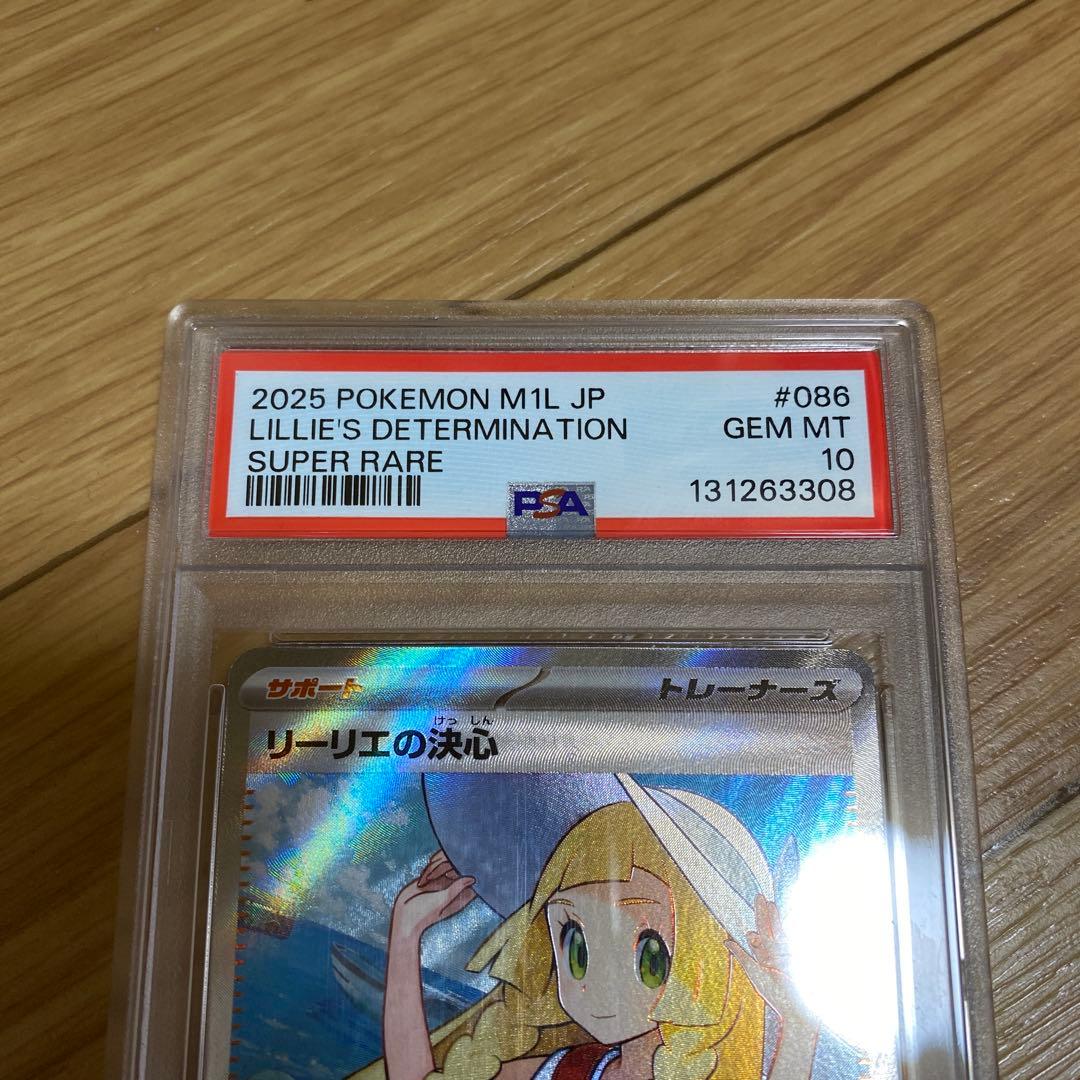 2025 POKEMON M1L JP #086
LILLIE'S DETERMINATION GEM MT
SUPER RARE 10
PSA 131263308
サポート トレーナーズ
けっ しん
リーリエの決心